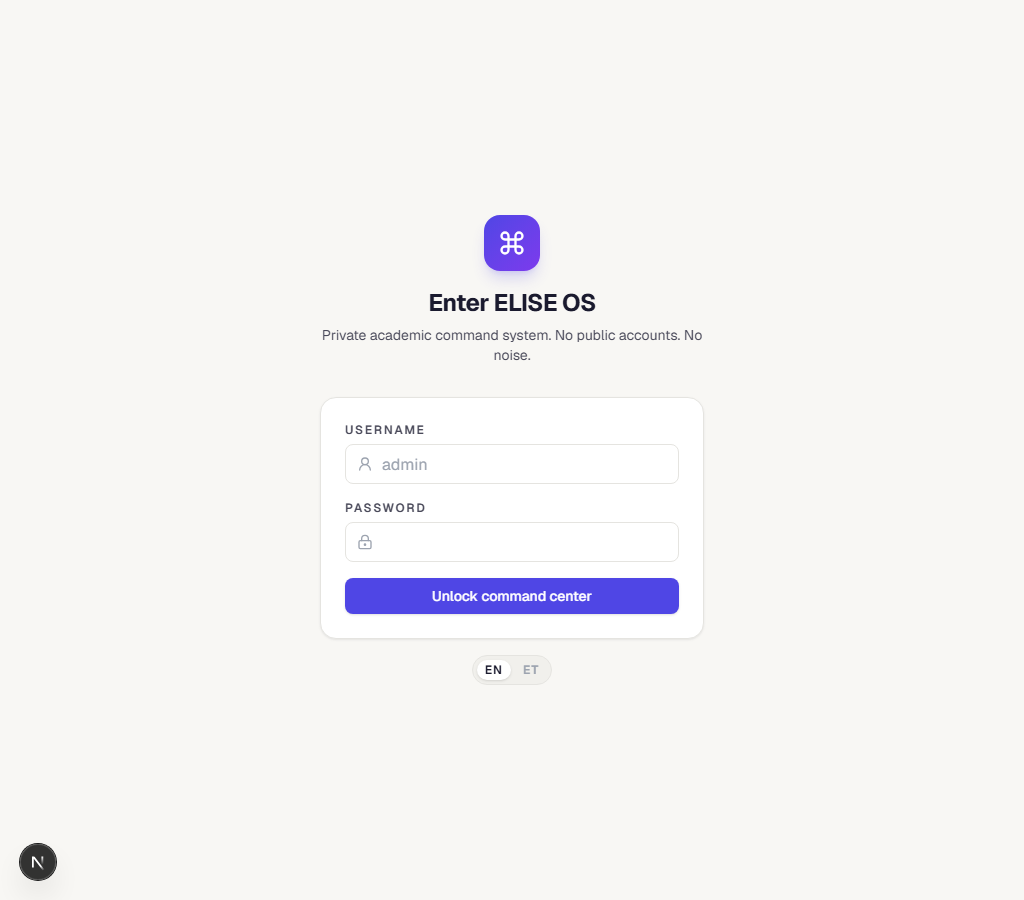 Enter ELISE OS
Private academic command system. No public accounts. No
noise.
USERNAME
admin
PASSWORD
Unlock command center
EN ET
N